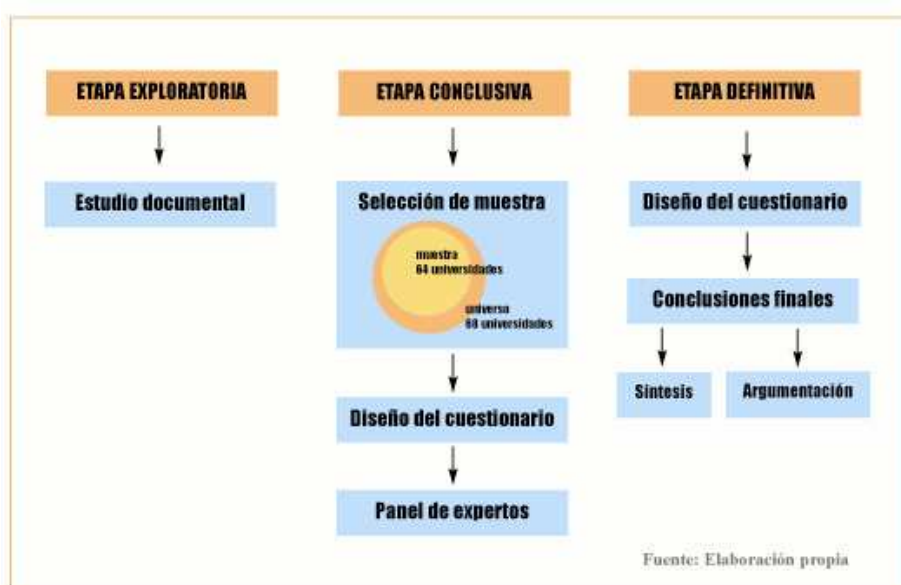 ETAPA EXPLORATORIA
Estudio documental
ETAPA CONCLUSIVA
Selección de muestra
muestra
64 universidades
universo
68 universidades
Diseño del cuestionario
Panel de expertos
ETAPA DEFINITIVA
Diseño del cuestionario
Conclusiones finales
Síntesis
Argumentación
Fuente: Elaboración propia